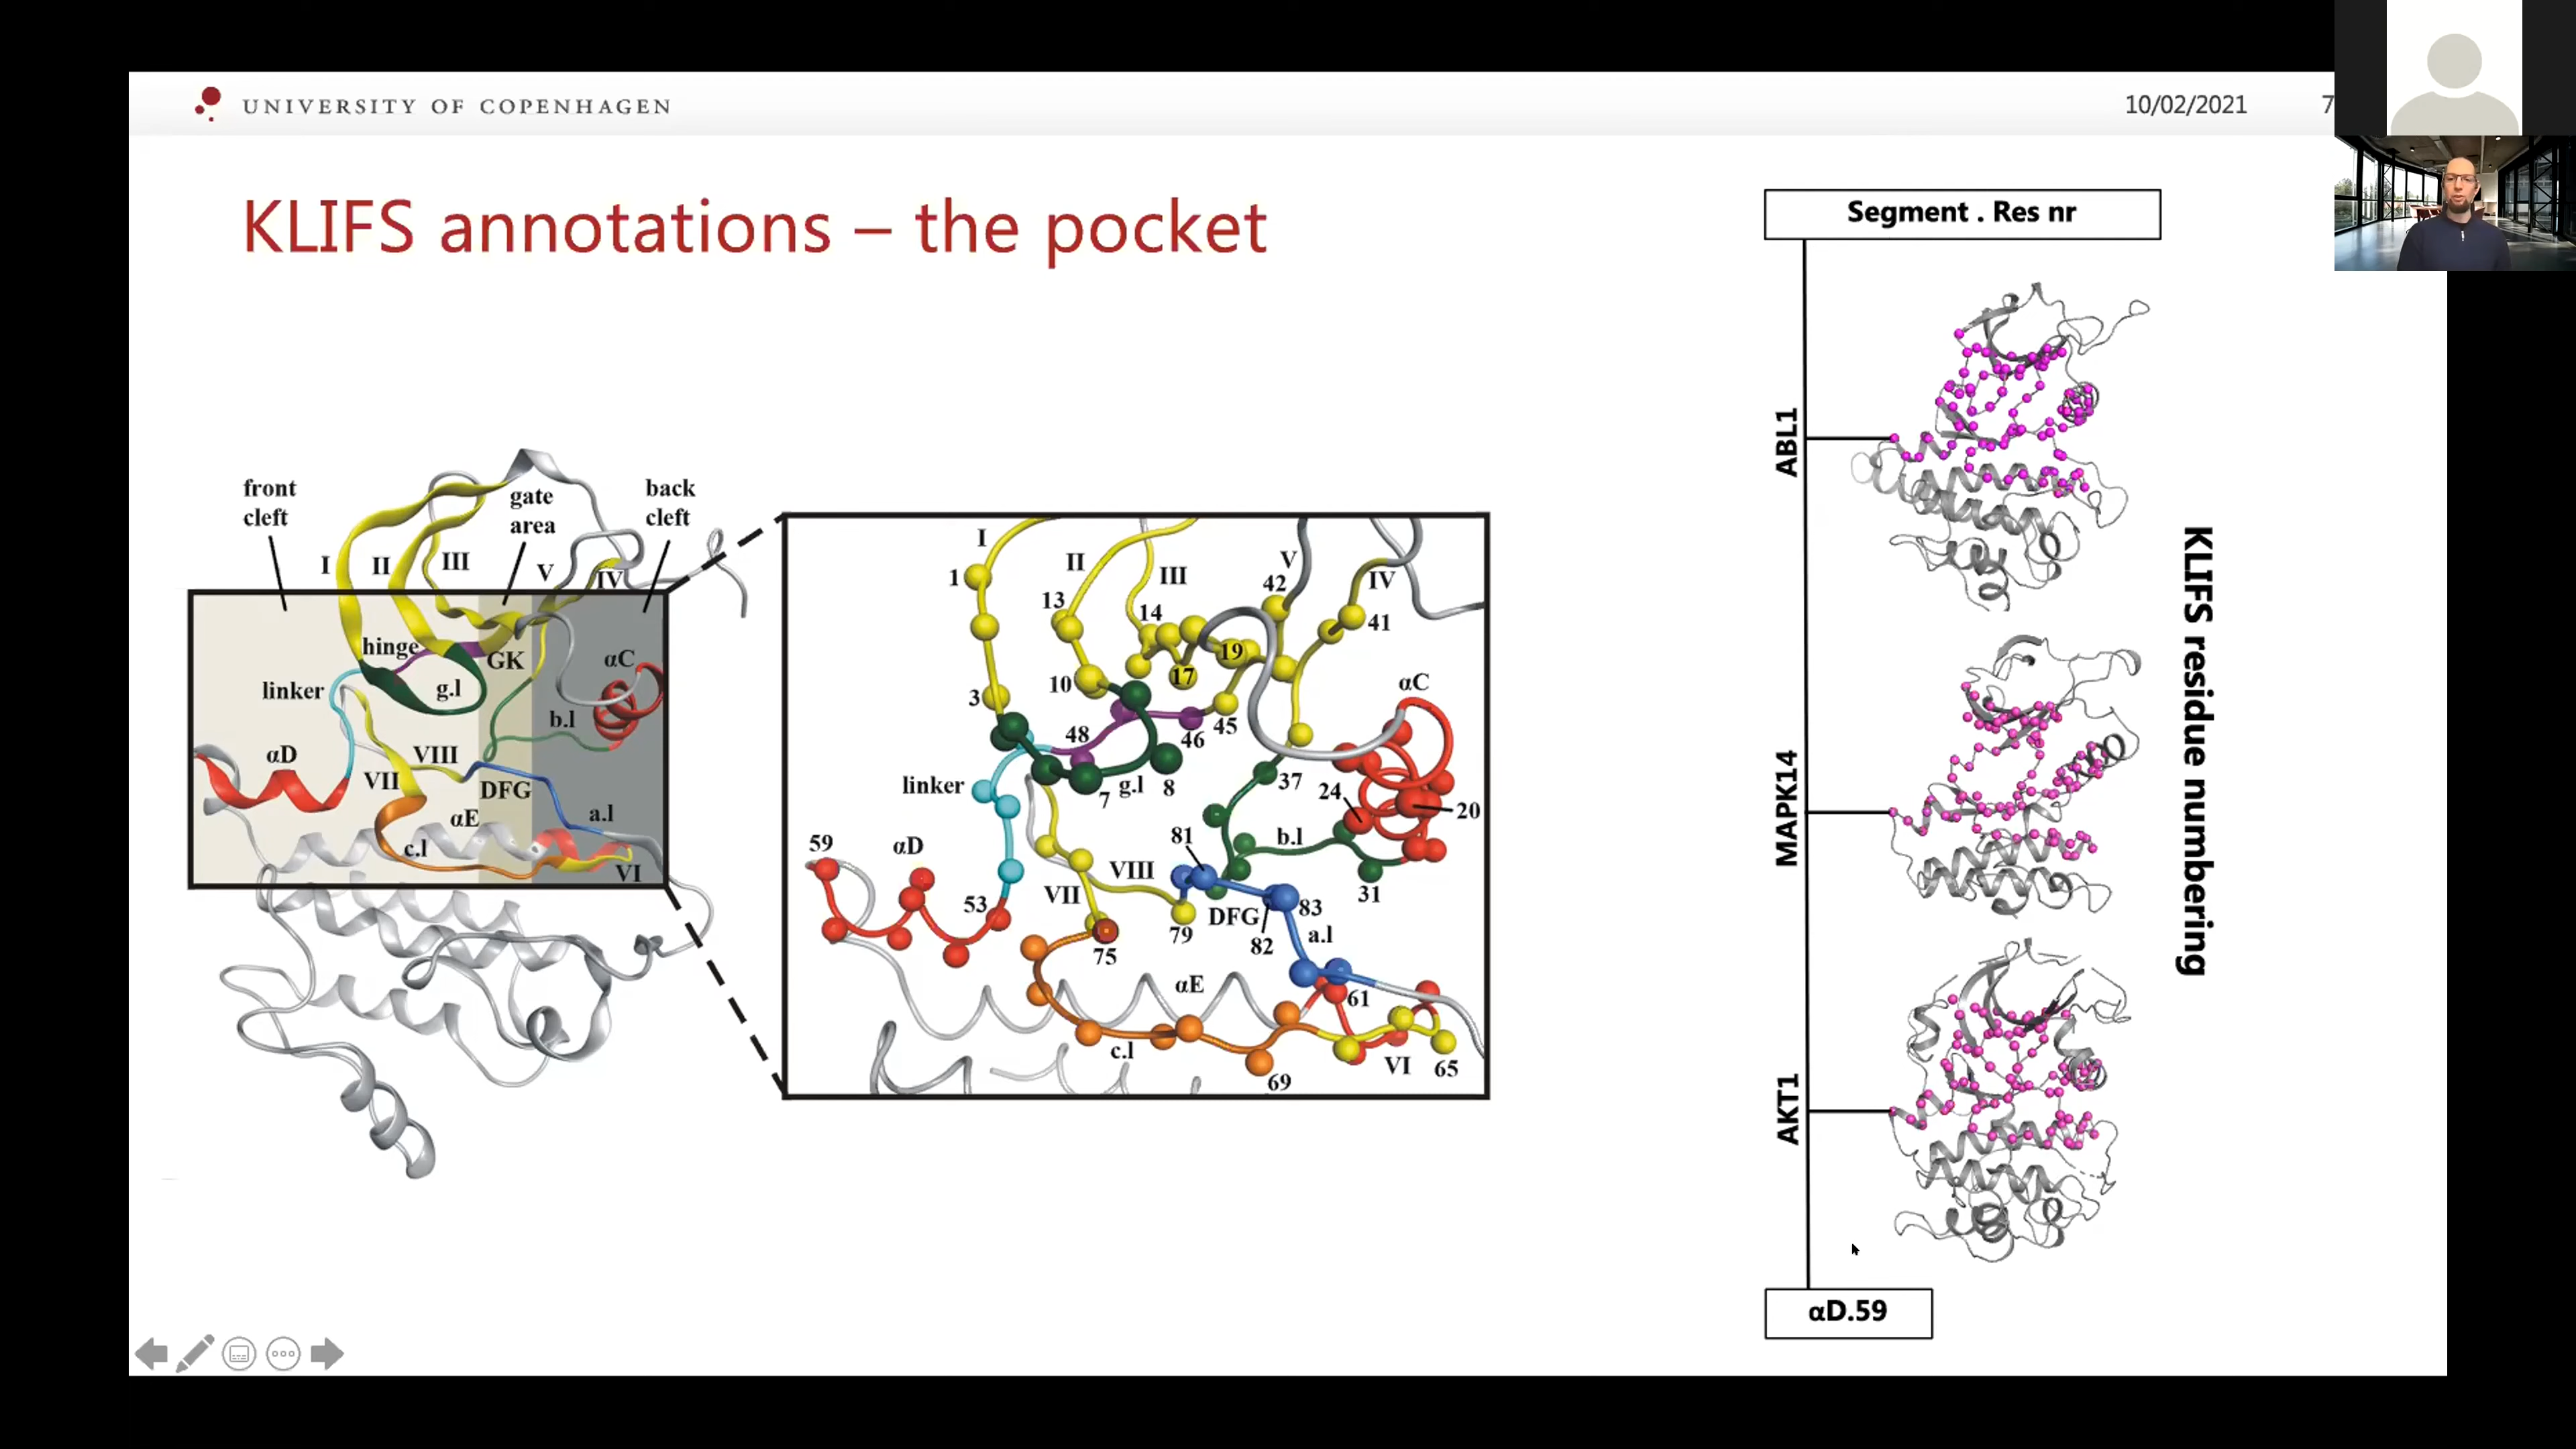 UNIVERSITY OF COPENHAGEN
10/02/2021
7
KLIFS annotations – the pocket
front
cleft
gate
area
back
cleft
I
II
III
V
IV
hinge
GK
αC
linker
g.l
b.l
αD
VIII
VII
DFG
αE
a.l
c.l
VI
I
II
III
V
IV
1
13
14
42
41
3
10
17
19
αC
48
46
45
linker
7
g.l
8
37
24
20
59
αD
81
b.l
53
VII
VIII
31
75
79
DFG
83
82
a.l
αE
61
c.l
69
VI
65
Segment . Res nr
ABL1
MAPK14
AKT1
KLIFS residue numbering
αD.59